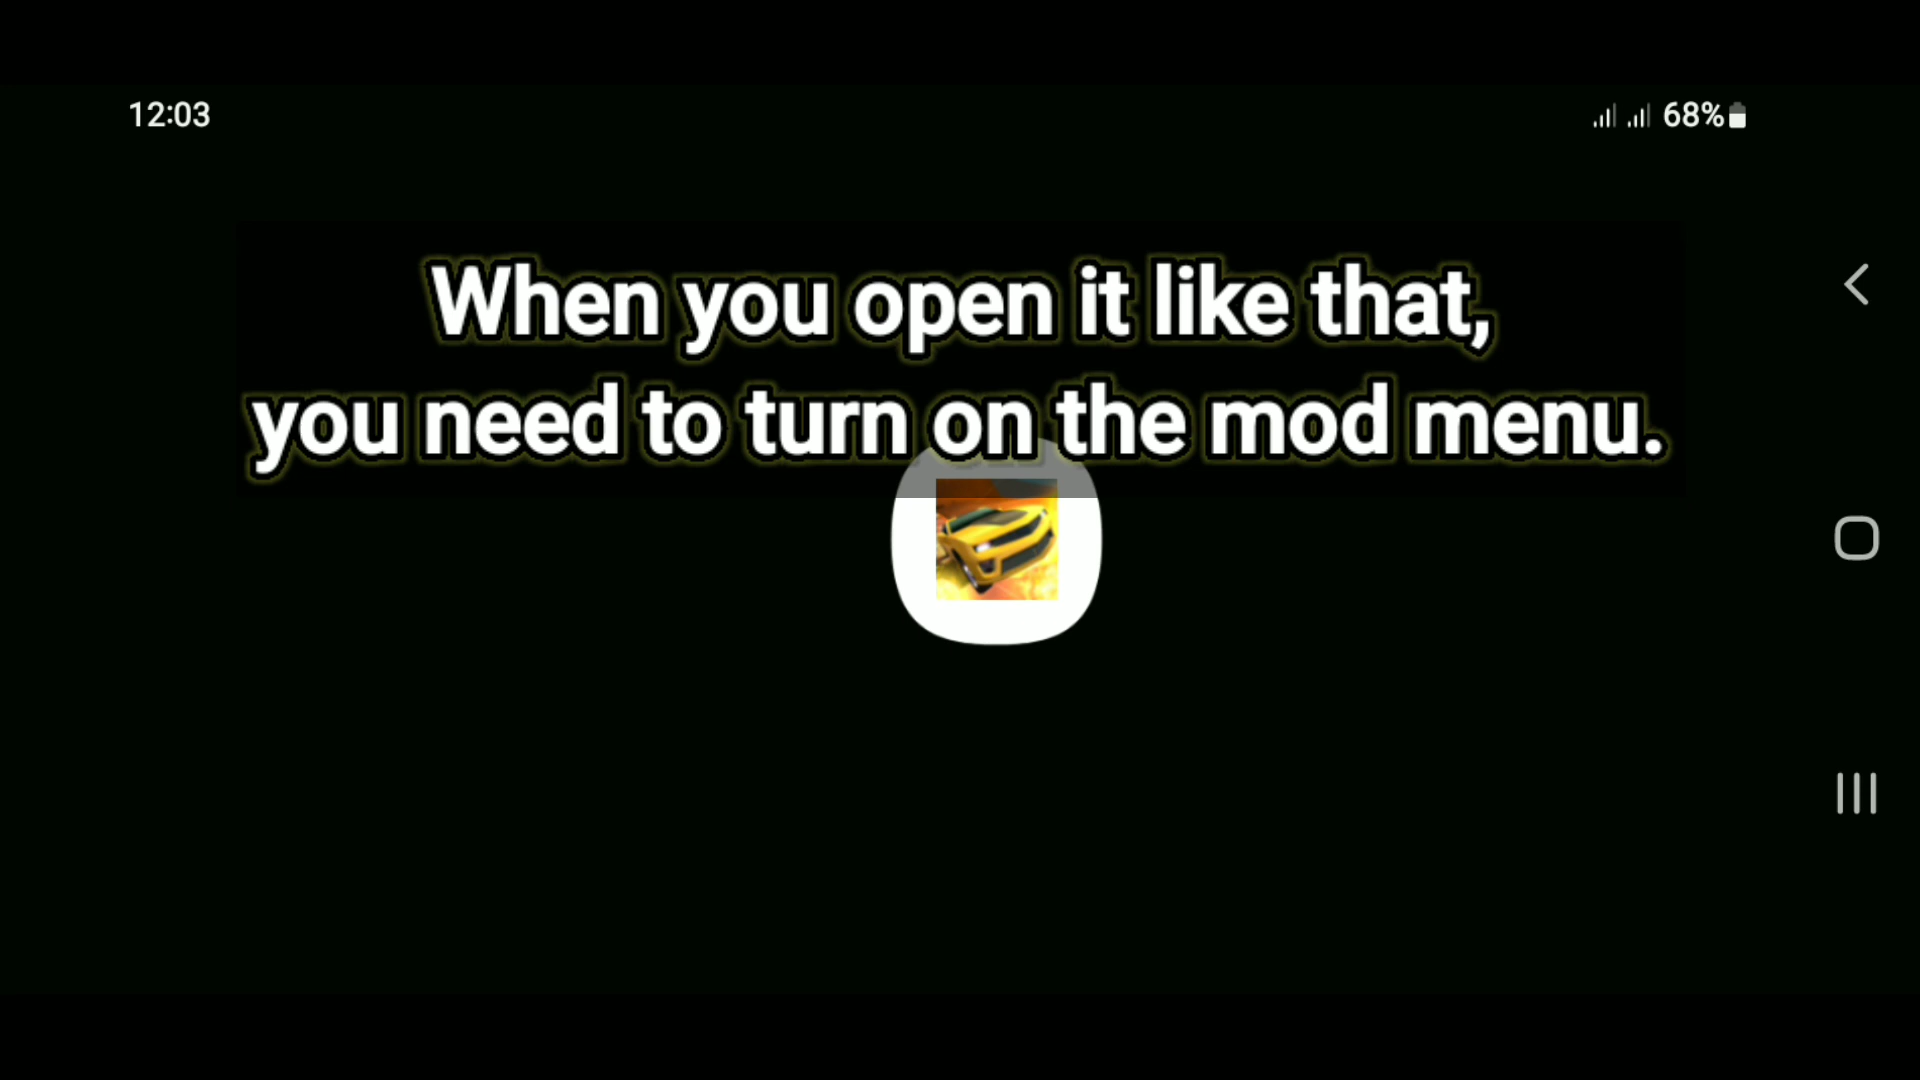 12:03
68%
When you open it like that,
you need to turn on the mod menu.